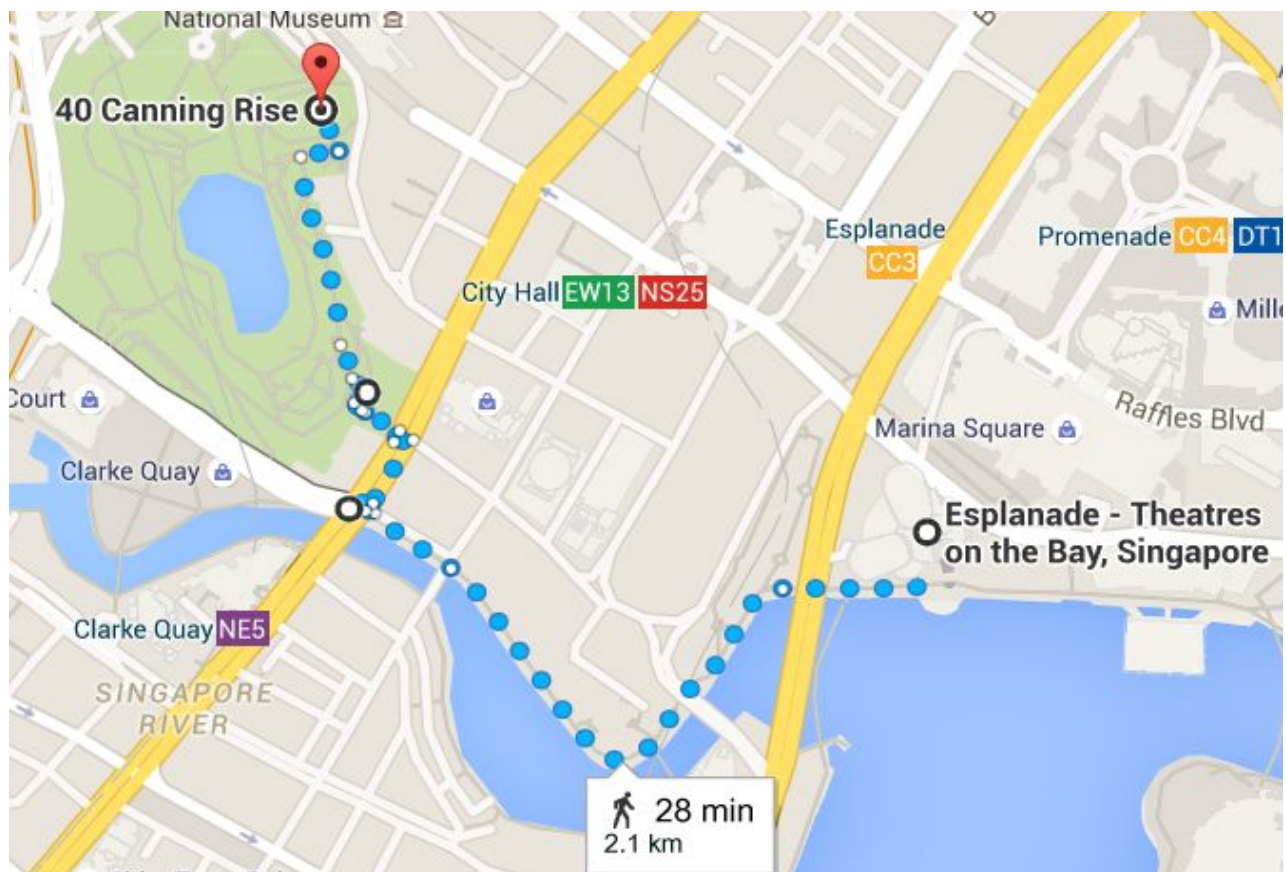 National Museum
40 Canning Rise
Esplanade
CC3
Promenade CC4 DT1
City Hall EW13 NS25
Mille
Court
Raffles Blvd
Marina Square
Clarke Quay
Esplanade - Theatres
on the Bay, Singapore
Clarke Quay NE5
SINGAPORE
RIVER
28 min
2.1 km